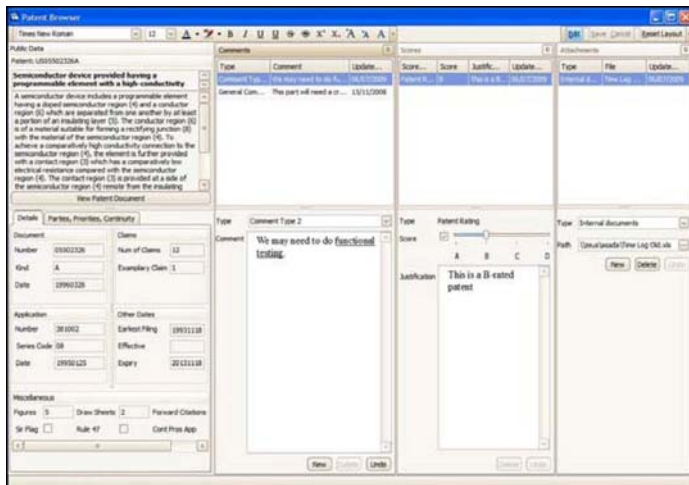 Patent Browser
Times New Roman 12 A B I U U S S X² X, A A A Edit Save Cancel Reset Layout
Public Data
Patent: US05502326A
Semiconductor device provided having a
programmable element with a high-conductivity
A semiconductor device includes a programmable element
having a doped semiconductor region (4) and a conductor
region (6) which are separated from one another by at least
a portion of an insulating layer (5). The conductor region (6)
is of a material suitable for forming a rectifying junction (8)
with the material of the semiconductor region (4). To
achieve a comparatively high conductivity connection to the
semiconductor region (4), the element is further provided
with a contact region (3) which has a comparatively low
electrical resistance compared with the semiconductor
region (4). The contact region (3) is provided at a side of
the semiconductor region (4) remote from the insulating
View Patent Document
Details Parties, Priorities, Continuity
Document Claims
Number 05502326 Num of Claims 12
Kind A Exemplary Claim 1
Date 19960326
Application Other Dates
Number 381002 Earliest Filing 19931118
Series Code 08 Effective
Date 19950125 Expiry 20131118
Miscellaneous
Figures 5 Draw Sheets 2 Forward Citations
Sir Flag Rule 47 Cont Pros App
Comments
Type Comment Update...
Comment Typ... We may need to do fu... 06/07/2009
General Com... This part will need a cr... 13/11/2008
Type Comment Type 2
Comment We may need to do functional
testing.
New Delete Undo
Scores
Score... Score Justific... Update...
Patent R... B This is a B... 06/07/2009
Type Patent Rating
Score
A B C D
Justification This is a B-rated
patent
Delete Undo
Attachments
Type File Update...
Internal d... Time Log ... 06/07/2009
Type Internal documents
Path Old.xls
New Delete Undo